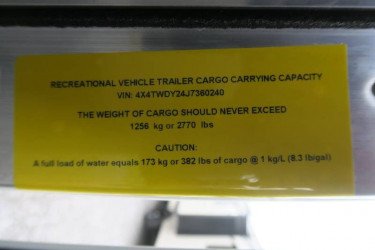 RECREATIONAL VEHICLE TRAILER CARGO CARRYING CAPACITY
VIN: 4X4TWDY24J7360240
THE WEIGHT OF CARGO SHOULD NEVER EXCEED
1256 kg or 2770 lbs
CAUTION:
A full load of water equals 173 kg or 382 lbs of cargo @ 1 kg/L (8.3 lb/gal)